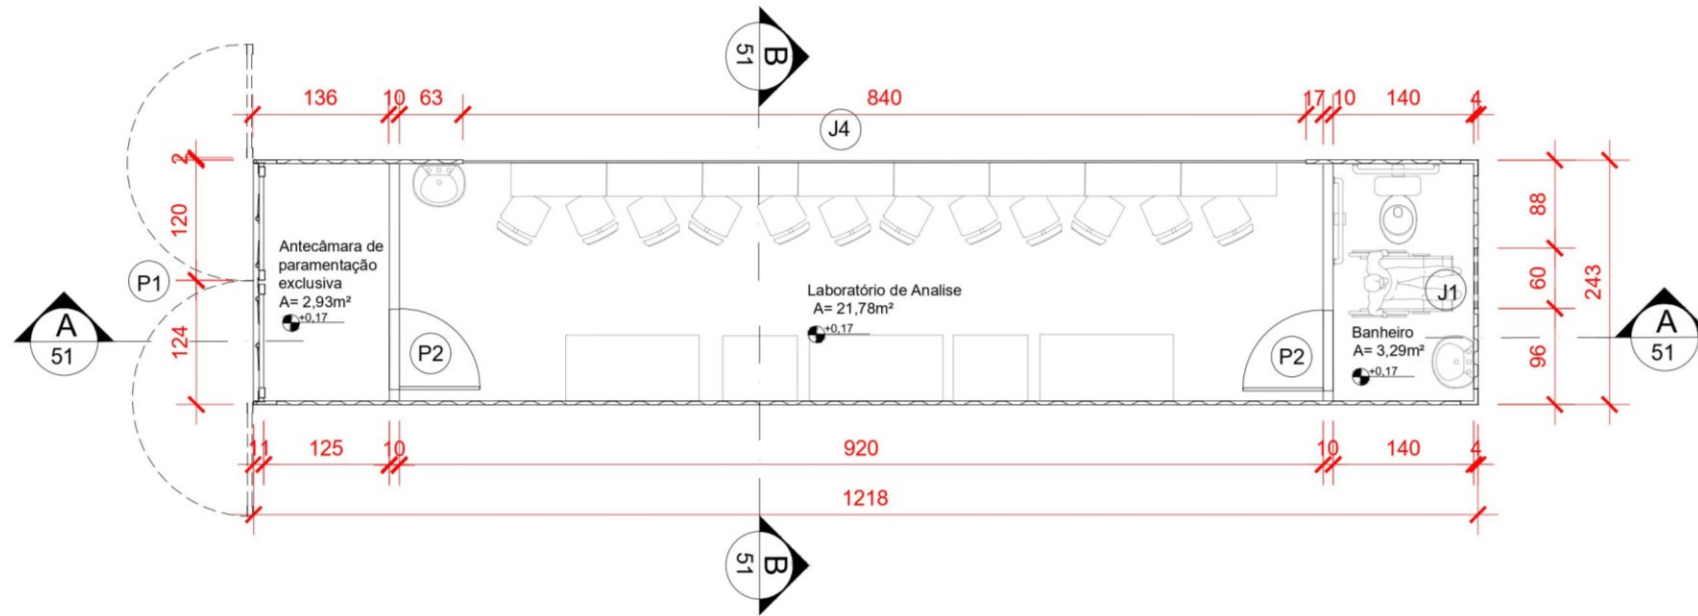 B
51
136
10
63
840
17
10
140
4
J4
2
120
124
P1
A
51
Antecâmara de
paramentação
exclusiva
A= 2,93m²
+0,17
P2
Laboratório de Analise
A= 21,78m²
+0,17
P2
J1
Banheiro
A= 3,29m²
+0,17
88
60
96
243
A
51
11
125
10
920
10
140
4
1218
B
51